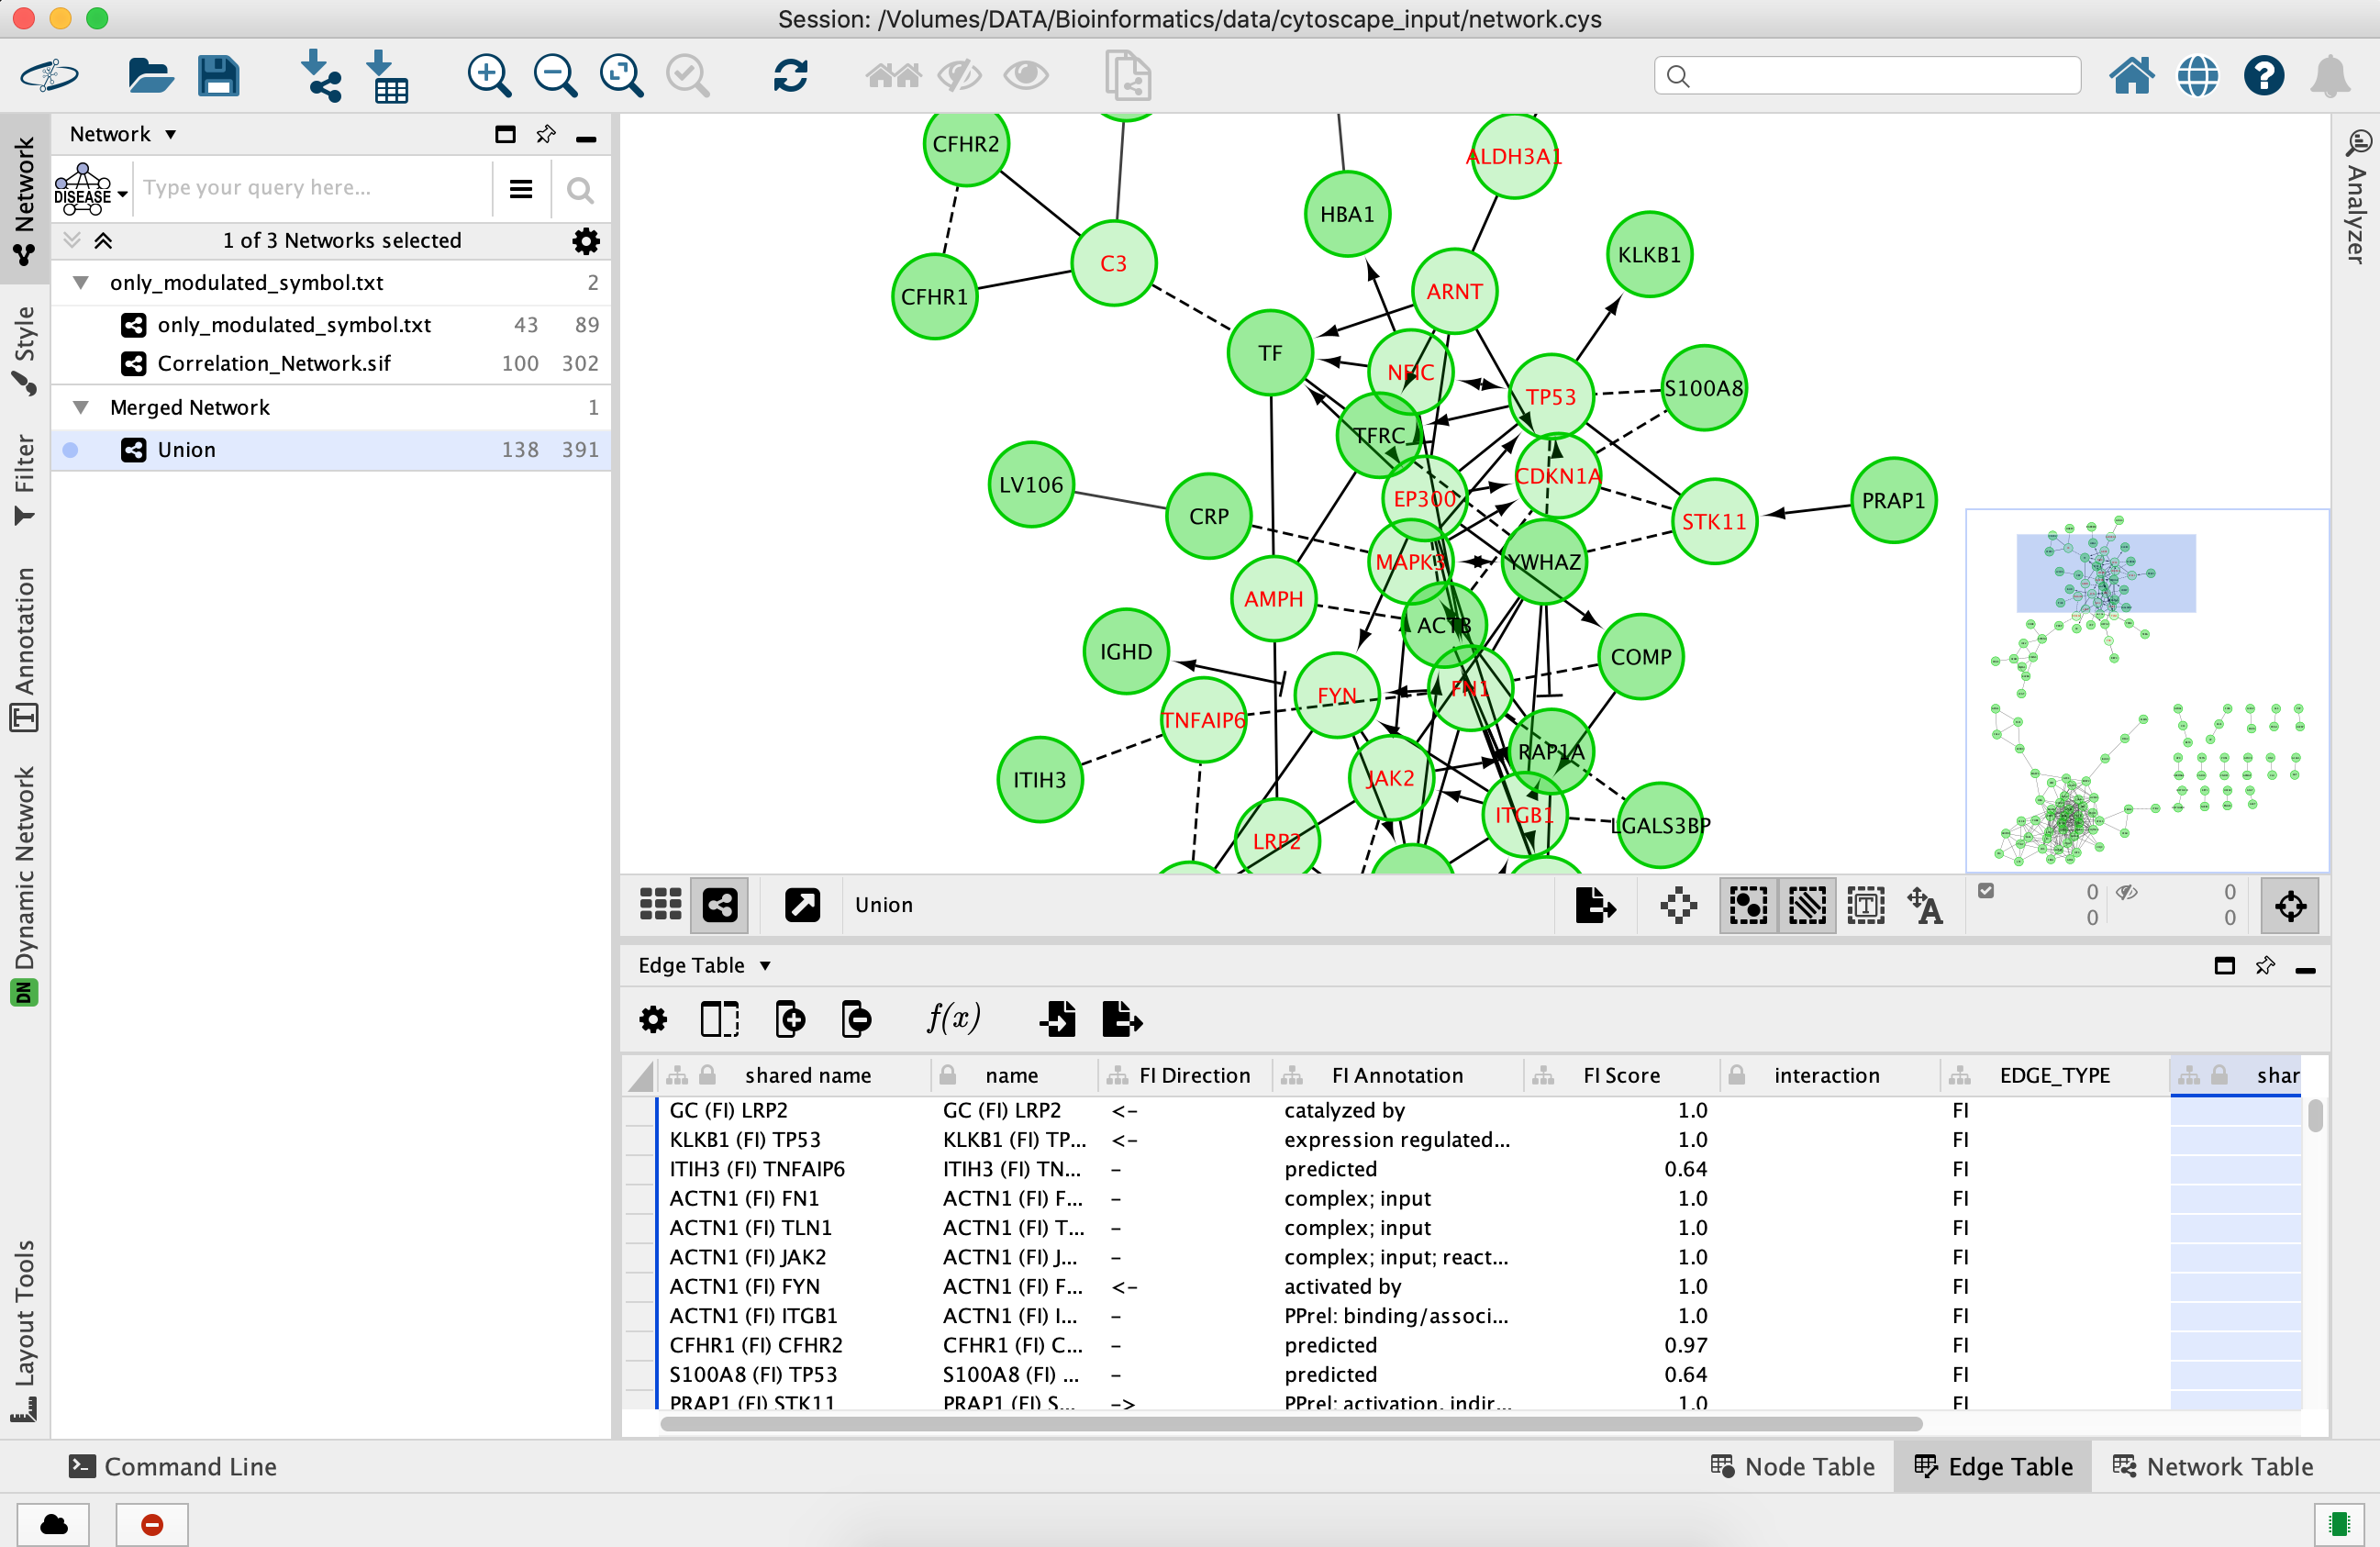 Session: /Volumes/DATA/Bioinformatics/data/cytoscape_input/network.cys
Network
Style
Filter
Annotation
Dynamic Network
DN
Layout Tools
Analyzer
Network
DISEASE
Type your query here...
1 of 3 Networks selected
only_modulated_symbol.txt 2
only_modulated_symbol.txt 43 89
Correlation_Network.sif 100 302
Merged Network 1
Union 138 391
CFHR2
ALDH3A1
HBA1
KLKB1
C3
ARNT
CFHR1
TF
NFIC
TP53
S100A8
TFRC
CDKN1A
LV106
EP300
PRAP1
CRP
STK11
MAPK3
YWHAZ
AMPH
ACTB
IGHD
COMP
FYN
FN1
TNFAIP6
RAP1A
ITIH3
JAK2
ITGB1
LGALS3BP
LRP2
Union
0 0
0 0
Edge Table
f(x)
shared name name FI Direction FI Annotation FI Score interaction EDGE_TYPE shar
GC (FI) LRP2 GC (FI) LRP2 <- catalyzed by 1.0 FI
KLKB1 (FI) TP53 KLKB1 (FI) TP... <- expression regulated... 1.0 FI
ITIH3 (FI) TNFAIP6 ITIH3 (FI) TN... - predicted 0.64 FI
ACTN1 (FI) FN1 ACTN1 (FI) F... - complex; input 1.0 FI
ACTN1 (FI) TLN1 ACTN1 (FI) T... - complex; input 1.0 FI
ACTN1 (FI) JAK2 ACTN1 (FI) J... - complex; input; react... 1.0 FI
ACTN1 (FI) FYN ACTN1 (FI) F... <- activated by 1.0 FI
ACTN1 (FI) ITGB1 ACTN1 (FI) I... - PPrel: binding/associ... 1.0 FI
CFHR1 (FI) CFHR2 CFHR1 (FI) C... - predicted 0.97 FI
S100A8 (FI) TP53 S100A8 (FI) ... - predicted 0.64 FI
PRAP1 (FI) STK11 PRAP1 (FI) S... -> PPrel: activation, indir... 1.0 FI
Command Line
Node Table
Edge Table
Network Table